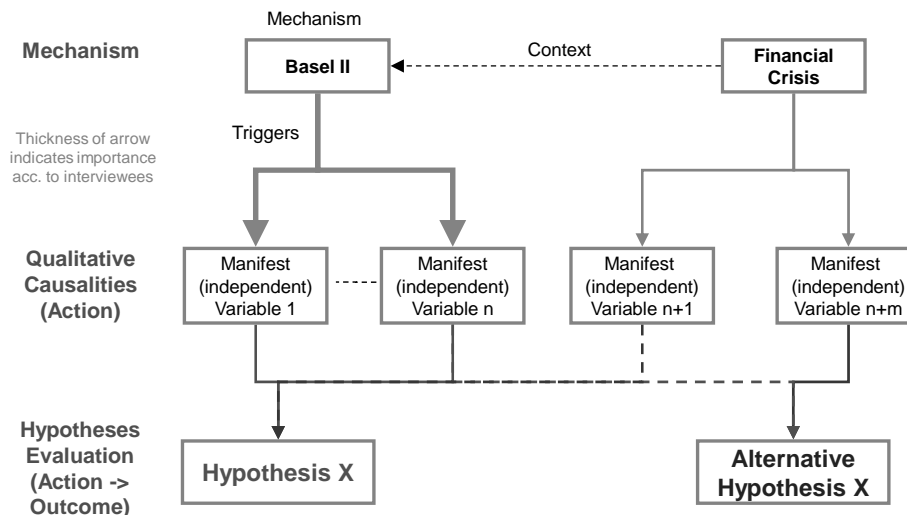 Mechanism
Mechanism
Basel II
Context
Financial
Crisis
Thickness of arrow
indicates importance
acc. to interviewees
Triggers
Qualitative
Causalities
(Action)
Manifest
(independent)
Variable 1
Manifest
(independent)
Variable n
Manifest
(independent)
Variable n+1
Manifest
(independent)
Variable n+m
Hypotheses
Evaluation
(Action ->
Outcome)
Hypothesis X
Alternative
Hypothesis X